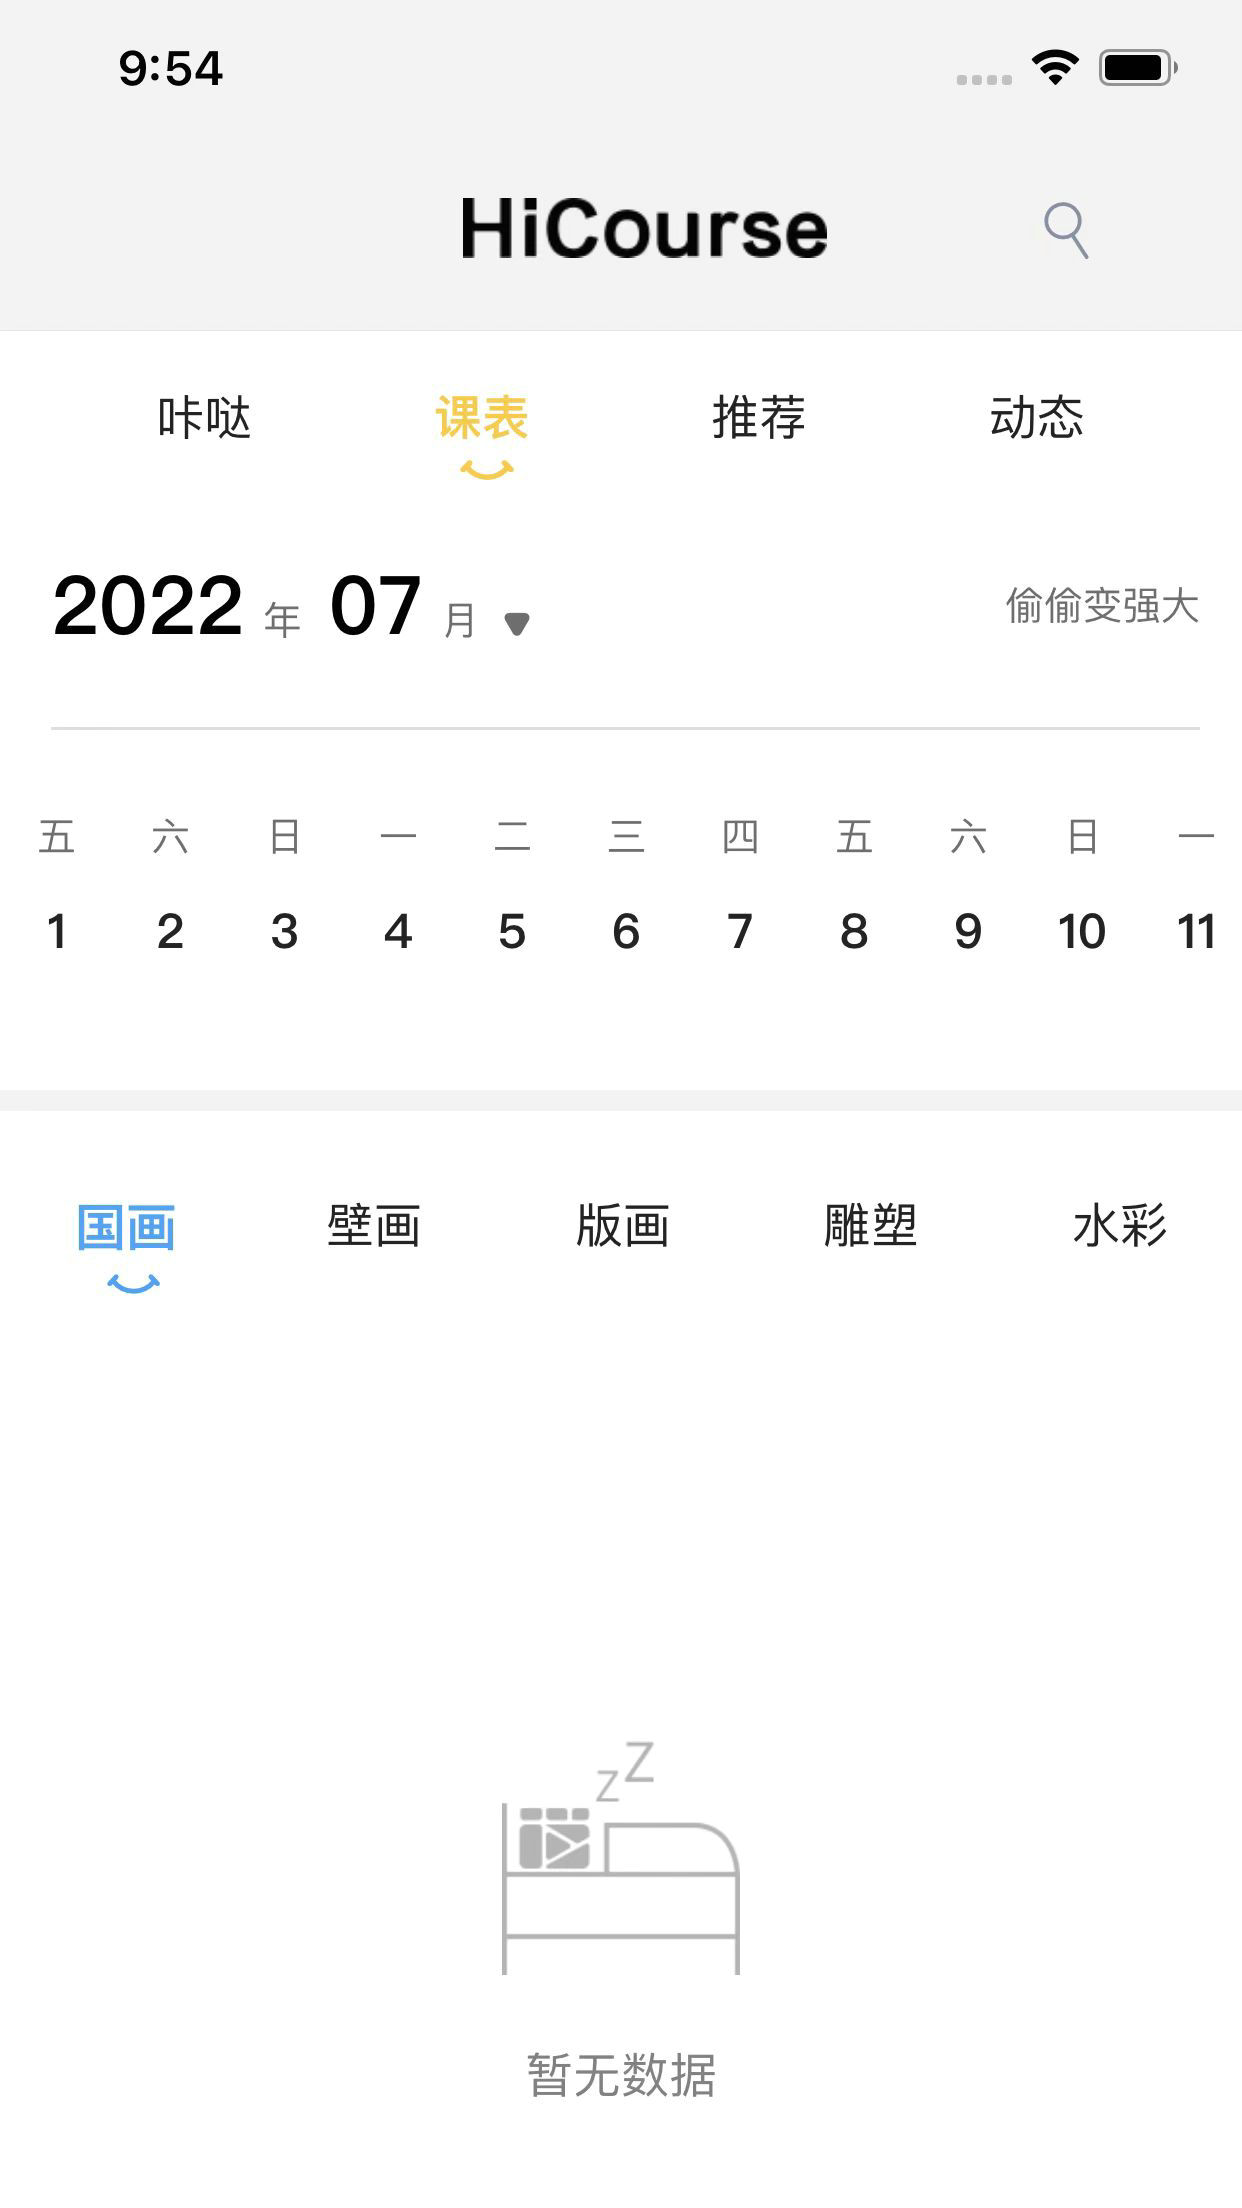 9:54
HiCourse
咔哒 课表 推荐 动态
2022 年 07 月 偷偷变强大
五 六 日 一 二 三 四 五 六 日 一
1 2 3 4 5 6 7 8 9 10 11
国画 壁画 版画 雕塑 水彩
z Z
暂无数据